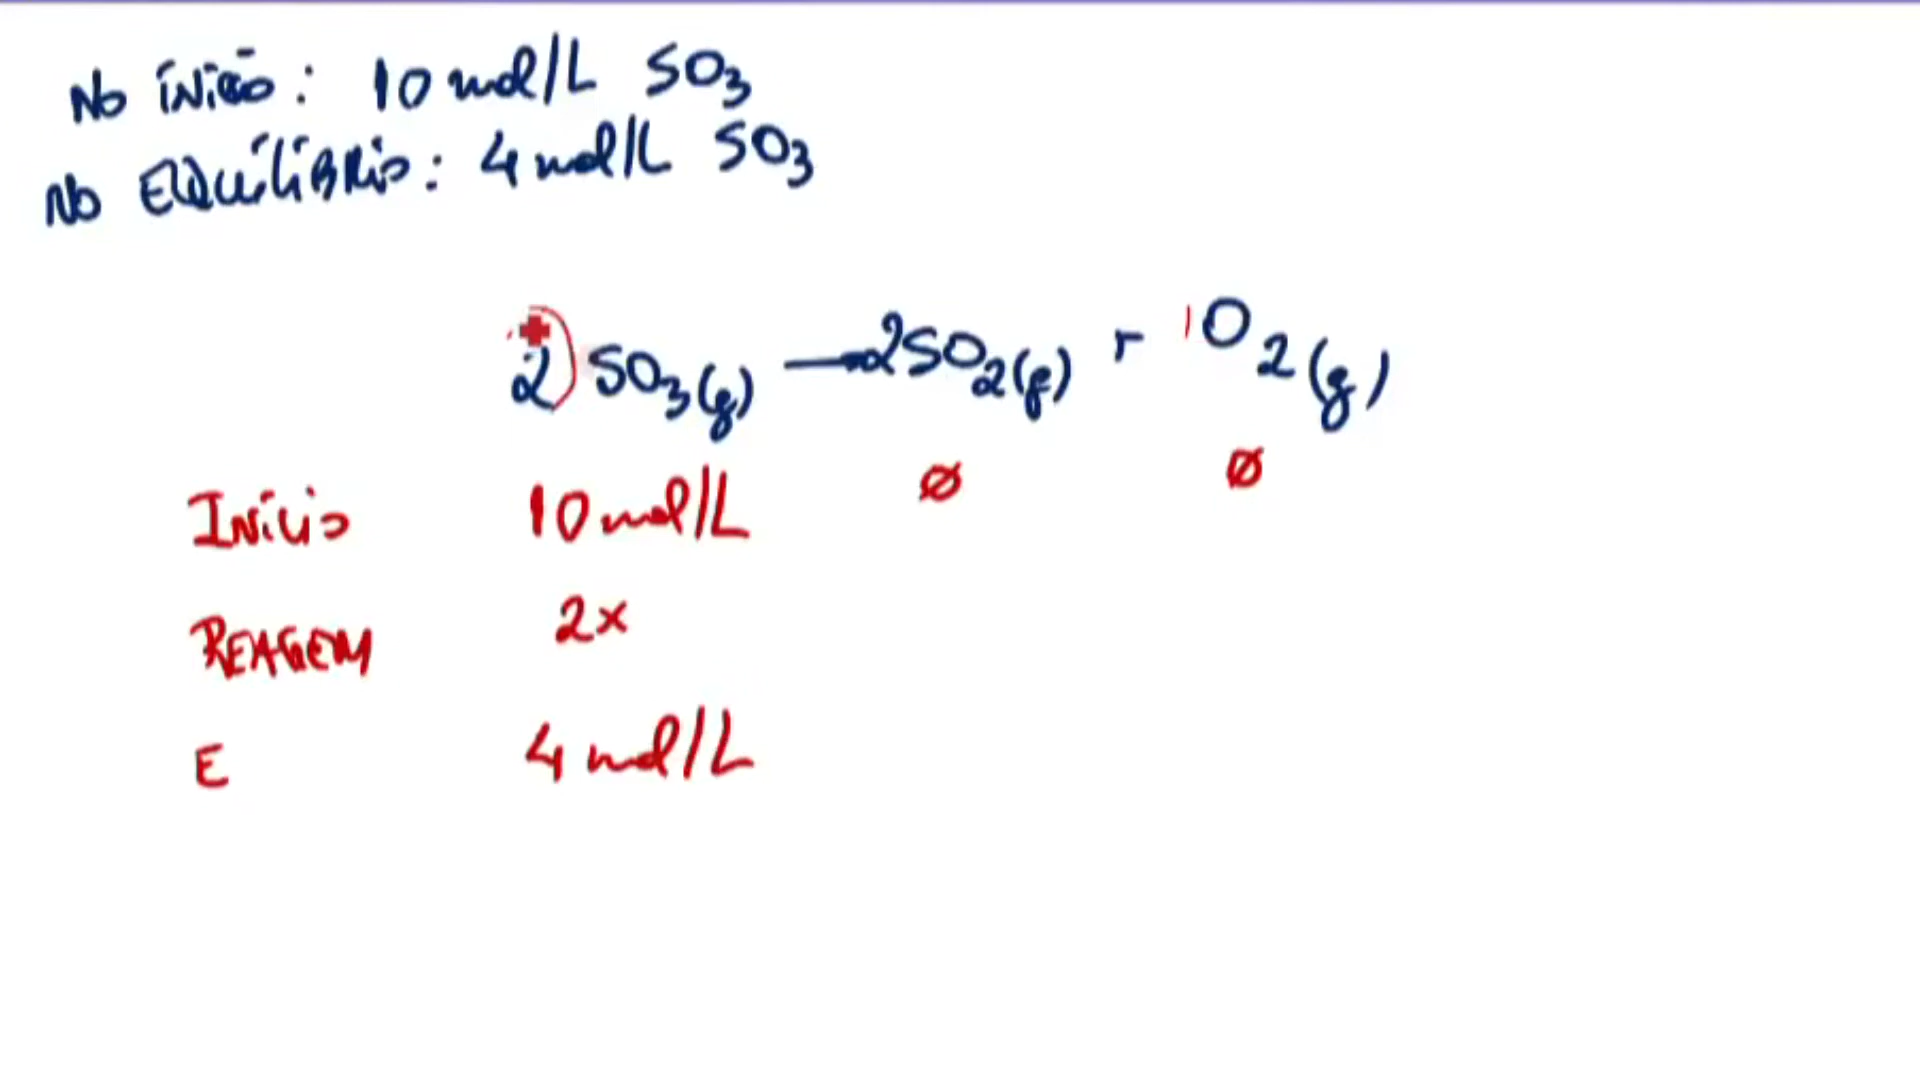 No início: 10 mol/L SO3
No EQuilíBRio: 4 mol/L SO3
2 SO3(g) → 2SO2(g) + 1O2(g)
Início 10 mol/L Ø Ø
REAGEM 2x
E 4 mol/L